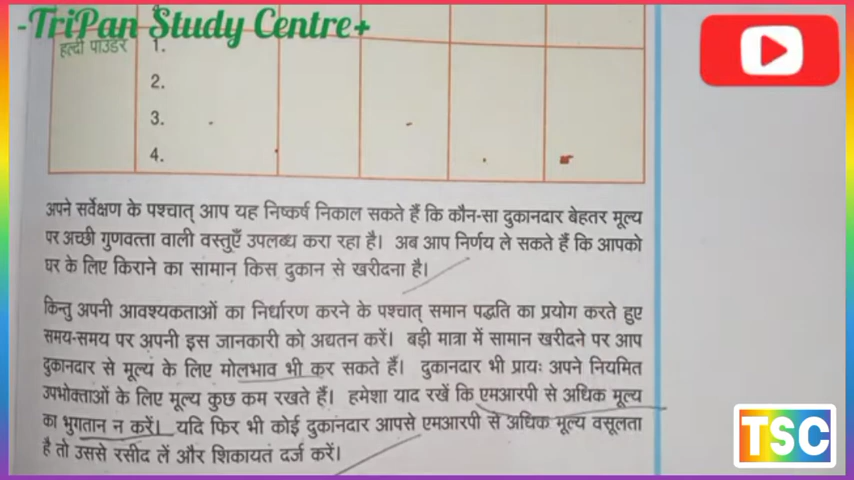 -TriPan Study Centre+
हल्दी पाउडर 1.
2.
3.
4.
अपने सर्वेक्षण के पश्चात् आप यह निष्कर्ष निकाल सकते हैं कि कौन-सा दुकानदार बेहतर मूल्य
पर अच्छी गुणवत्ता वाली वस्तुएँ उपलब्ध करा रहा है। अब आप निर्णय ले सकते हैं कि आपको
घर के लिए किराने का सामान किस दुकान से खरीदना है।
किन्तु अपनी आवश्यकताओं का निर्धारण करने के पश्चात् समान पद्धति का प्रयोग करते हुए
समय-समय पर अपनी इस जानकारी को अद्यतन करें। बड़ी मात्रा में सामान खरीदने पर आप
दुकानदार से मूल्य के लिए मोलभाव भी कर सकते हैं। दुकानदार भी प्रायः अपने नियमित
उपभोक्ताओं के लिए मूल्य कुछ कम रखते हैं। हमेशा याद रखें कि एमआरपी से अधिक मूल्य
का भुगतान न करें। यदि फिर भी कोई दुकानदार आपसे एमआरपी से अधिक मूल्य वसूलता
है तो उससे रसीद लें और शिकायत दर्ज करें।
TSC